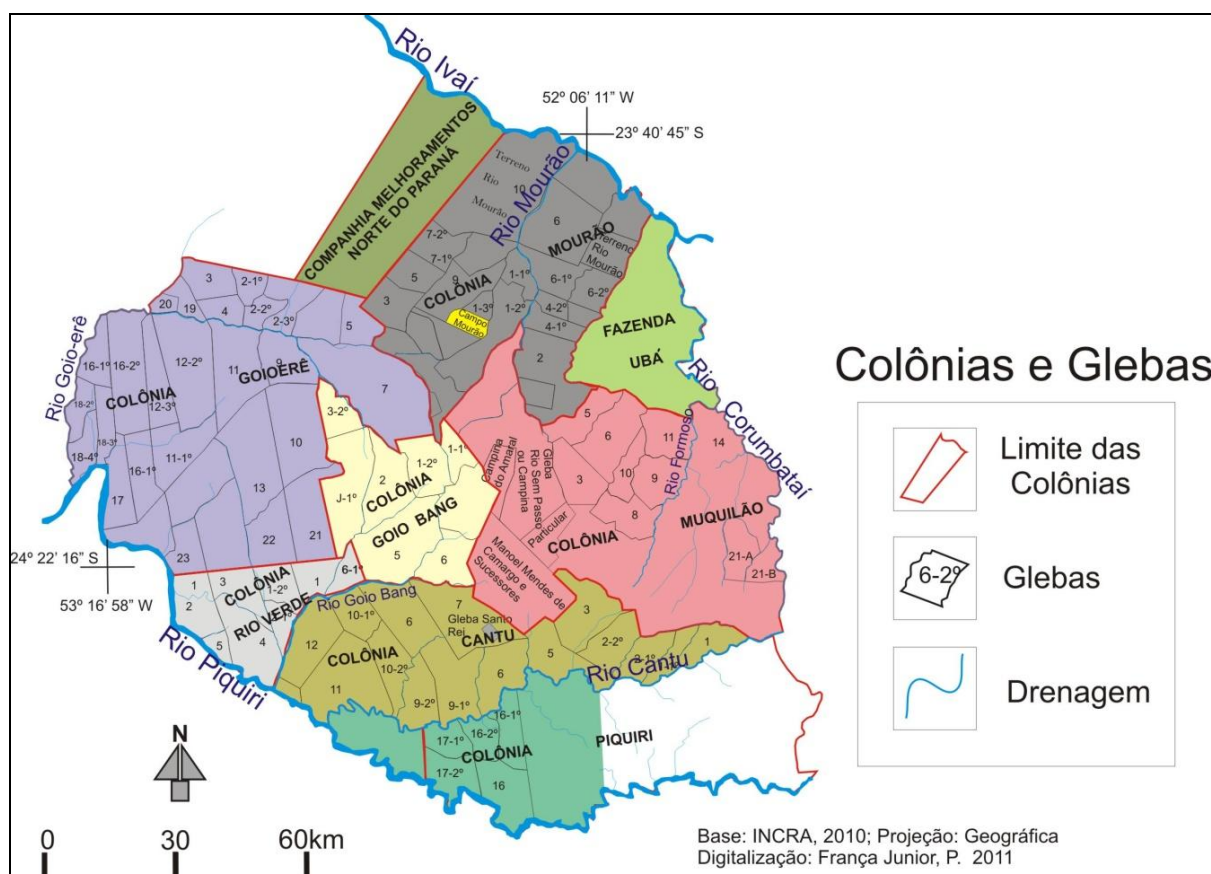 Rio Ivaí
52º 06' 11” W
23º 40' 45” S
COMPANHIA MELHORAMENTOS
NORTE DO PARANÁ
Terreno
Rio
Mourão
10
Rio Mourão
6
MOURÃO
Terreno
Rio
Mourão
7-2º
7-1º
5
9
1-1º
6-1º
6-2º
3
COLÔNIA
1-3º
1-2º
4-2º
4-1º
Campo
Mourão
2
FAZENDA
UBÁ
Rio Corumbataí
3
2-1º
20
19
4
2-2º
2-3º
5
Rio Goio-erê
16-1º
16-2º
12-2º
11
9
GOIOERÊ
7
COLÔNIA
12-3º
18-2º
18-3º
18-4º
16-1º
11-1º
10
17
13
22
21
23
3-2º
2
1-2º
1-1º
J-1º
COLÔNIA
GOIO BANG
5
6
Campina
do Amaral
Gleba
Rio Sem Passo
ou Campina
Particular
Manoel Mendes de
Camargo e
Sucessores
5
6
3
10
11
9
8
Rio Formoso
14
COLÔNIA
MUQUILÃO
21-A
21-B
24º 22' 16” S
53º 16' 58” W
1
3
COLÔNIA
1-2º
1
6-1º
2
RIO VERDE
5
4
Rio Piquiri
Rio Goio Bang
12
10-1º
6
7
Gleba Santo
Rei
CANTU
COLÔNIA
10-2º
11
9-2º
9-1º
6
5
3
2-2º
1
Rio Cantu
16-1º
17-1º
16-2º
COLÔNIA
PIQUIRI
17-2º
16
N
0
30
60km
Colônias e Glebas
Limite das
Colônias
6-2º
Glebas
Drenagem
Base: INCRA, 2010; Projeção: Geográfica
Digitalização: França Junior, P. 2011